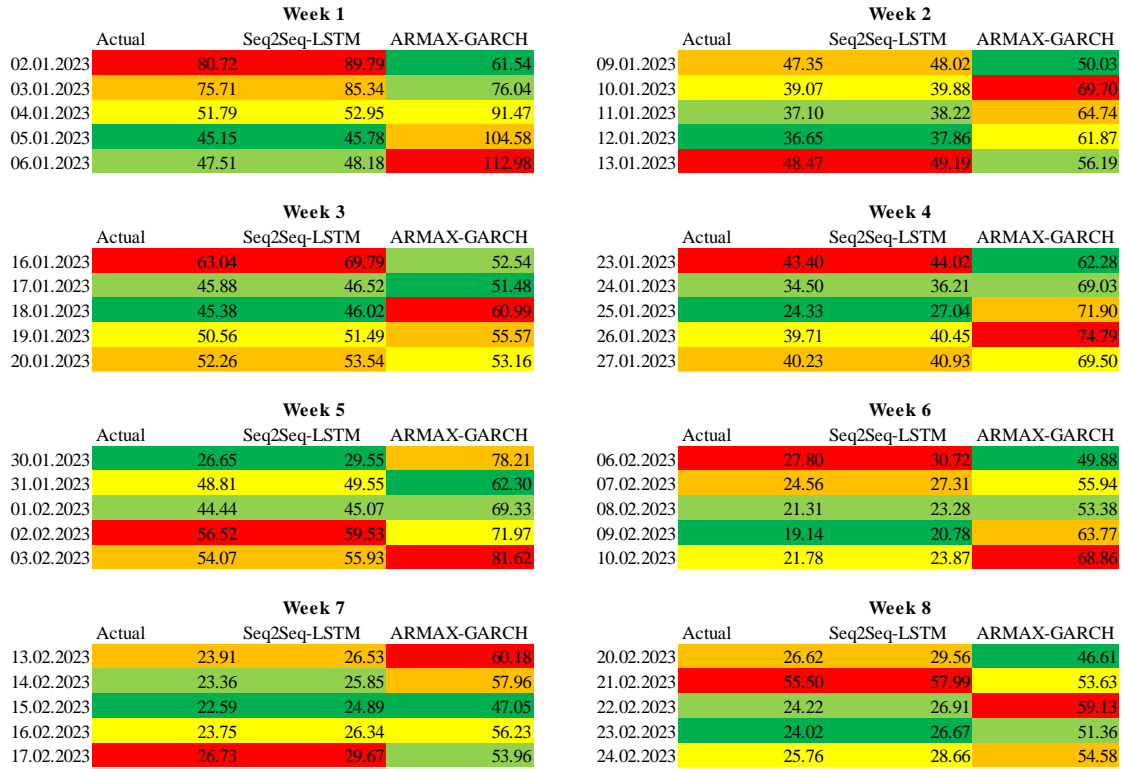 Week 1 Week 2
Actual Seq2Seq-LSTM ARMAX-GARCH Actual Seq2Seq-LSTM ARMAX-GARCH
02.01.2023 80.72 89.79 61.54 09.01.2023 47.35 48.02 50.03
03.01.2023 75.71 85.34 76.04 10.01.2023 39.07 39.88 69.70
04.01.2023 51.79 52.95 91.47 11.01.2023 37.10 38.22 64.74
05.01.2023 45.15 45.78 104.58 12.01.2023 36.65 37.86 61.87
06.01.2023 47.51 48.18 112.98 13.01.2023 48.47 49.19 56.19
Week 3 Week 4
Actual Seq2Seq-LSTM ARMAX-GARCH Actual Seq2Seq-LSTM ARMAX-GARCH
16.01.2023 63.04 69.79 52.54 23.01.2023 43.40 44.02 62.28
17.01.2023 45.88 46.52 51.48 24.01.2023 34.50 36.21 69.03
18.01.2023 45.38 46.02 60.99 25.01.2023 24.33 27.04 71.90
19.01.2023 50.56 51.49 55.57 26.01.2023 39.71 40.45 74.79
20.01.2023 52.26 53.54 53.16 27.01.2023 40.23 40.93 69.50
Week 5 Week 6
Actual Seq2Seq-LSTM ARMAX-GARCH Actual Seq2Seq-LSTM ARMAX-GARCH
30.01.2023 26.65 29.55 78.21 06.02.2023 27.80 30.72 49.88
31.01.2023 48.81 49.55 62.30 07.02.2023 24.56 27.31 55.94
01.02.2023 44.44 45.07 69.33 08.02.2023 21.31 23.28 53.38
02.02.2023 56.52 59.53 71.97 09.02.2023 19.14 20.78 63.77
03.02.2023 54.07 55.93 81.62 10.02.2023 21.78 23.87 68.86
Week 7 Week 8
Actual Seq2Seq-LSTM ARMAX-GARCH Actual Seq2Seq-LSTM ARMAX-GARCH
13.02.2023 23.91 26.53 60.18 20.02.2023 26.62 29.56 46.61
14.02.2023 23.36 25.85 57.96 21.02.2023 55.50 57.99 53.63
15.02.2023 22.59 24.89 47.05 22.02.2023 24.22 26.91 59.13
16.02.2023 23.75 26.34 56.23 23.02.2023 24.02 26.67 51.36
17.02.2023 26.73 29.67 53.96 24.02.2023 25.76 28.66 54.58